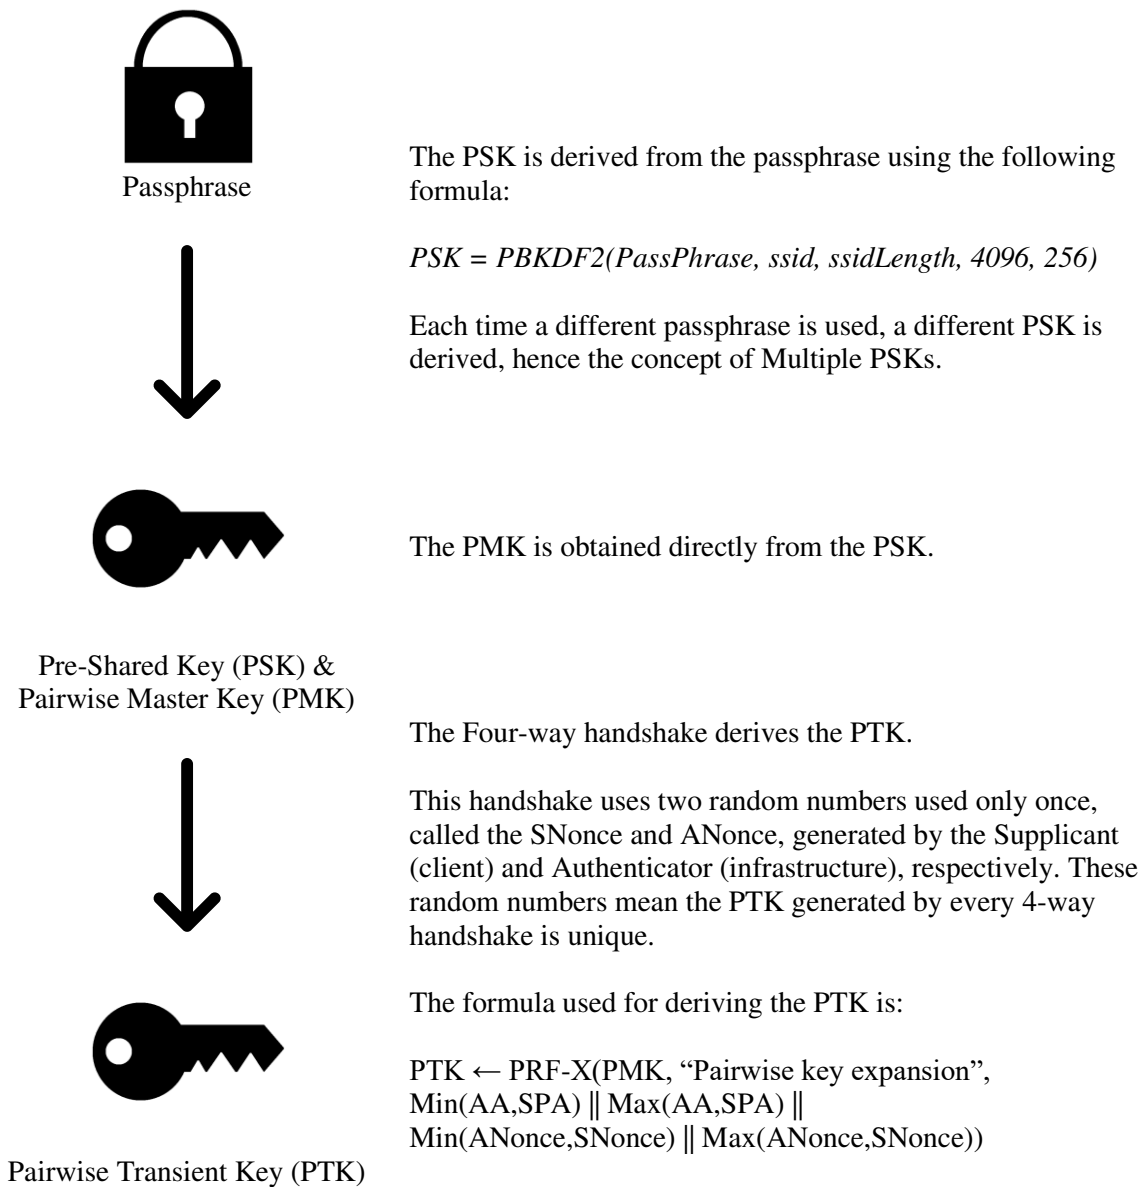 Passphrase
The PSK is derived from the passphrase using the following
formula:
PSK = PBKDF2(PassPhrase, ssid, ssidLength, 4096, 256)
Each time a different passphrase is used, a different PSK is
derived, hence the concept of Multiple PSKs.
The PMK is obtained directly from the PSK.
Pre-Shared Key (PSK) &
Pairwise Master Key (PMK)
The Four-way handshake derives the PTK.
This handshake uses two random numbers used only once,
called the SNonce and ANonce, generated by the Supplicant
(client) and Authenticator (infrastructure), respectively. These
random numbers mean the PTK generated by every 4-way
handshake is unique.
The formula used for deriving the PTK is:
PTK ← PRF-X(PMK, “Pairwise key expansion”,
Min(AA,SPA) || Max(AA,SPA) ||
Min(ANonce,SNonce) || Max(ANonce,SNonce))
Pairwise Transient Key (PTK)